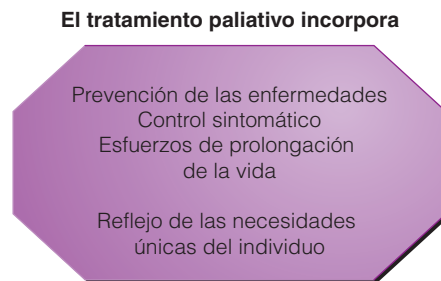 El tratamiento paliativo incorpora
Prevención de las enfermedades
Control sintomático
Esfuerzos de prolongación
de la vida
Reflejo de las necesidades
únicas del individuo